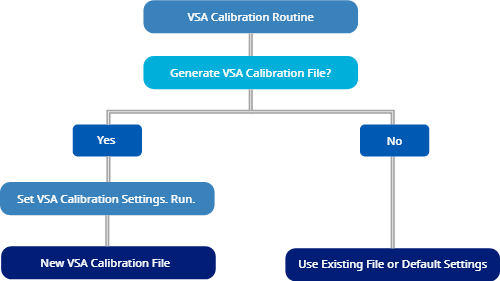 VSA Calibration Routine
Generate VSA Calibration File?
Yes
No
Set VSA Calibration Settings. Run.
New VSA Calibration File
Use Existing File or Default Settings